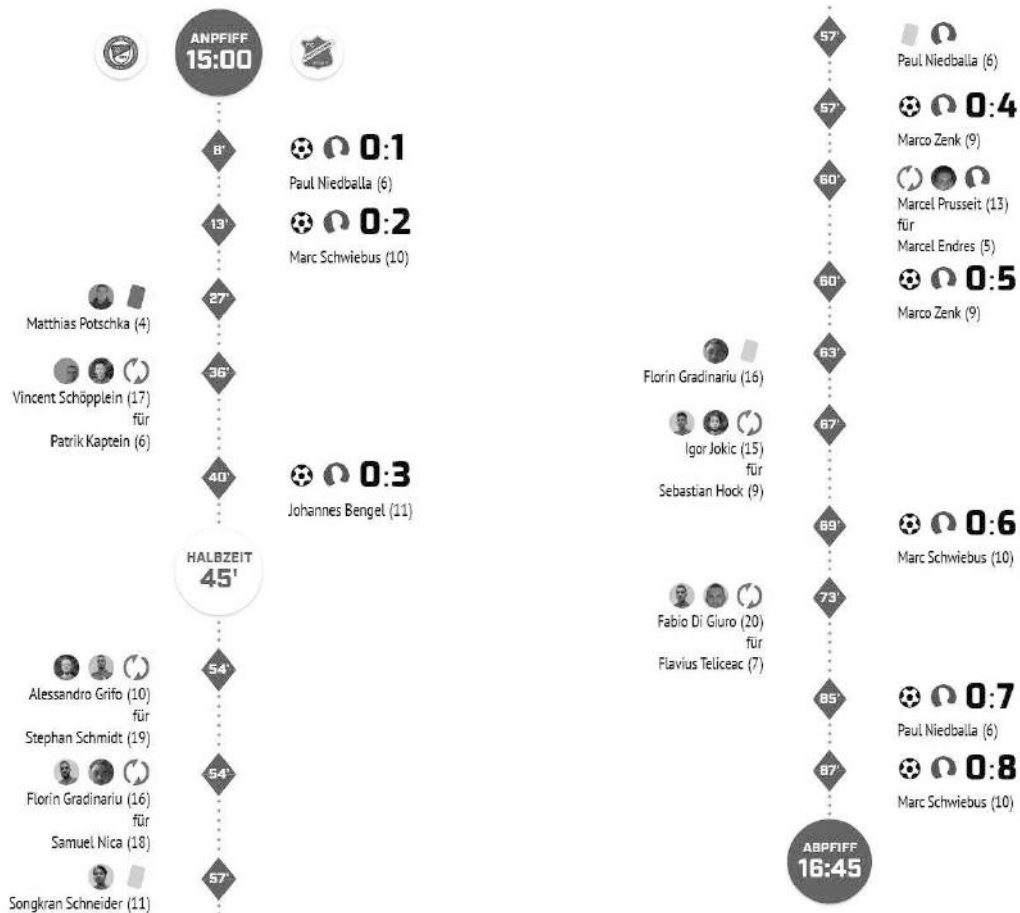 ANPFIFF
15:00
8'
0:1
Paul Niedballa (6)
13'
0:2
Marc Schwiebus (10)
27'
Matthias Potschka (4)
36'
Vincent Schöpplein (17)
für
Patrik Kaptein (6)
40'
0:3
Johannes Bengel (11)
HALBZEIT
45'
54'
Alessandro Grifo (10)
für
Stephan Schmidt (19)
54'
Florin Gradinariu (16)
für
Samuel Nica (18)
57'
Songkran Schneider (11)
57'
Paul Niedballa (6)
57'
0:4
Marco Zenk (9)
60'
Marcel Prusseit (13)
für
Marcel Endres (5)
60'
0:5
Marco Zenk (9)
63'
Florin Gradinariu (16)
67'
Igor Jokic (15)
für
Sebastian Hock (9)
69'
0:6
Marc Schwiebus (10)
73'
Fabio Di Giuro (20)
für
Flavius Teliceac (7)
85'
0:7
Paul Niedballa (6)
87'
0:8
Marc Schwiebus (10)
ABPFIFF
16:45